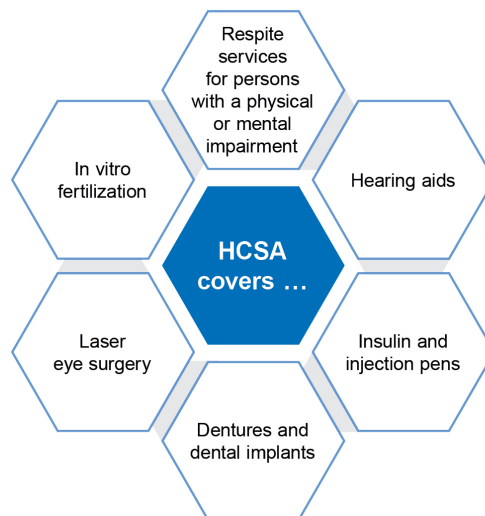 Respite
services
for persons
with a physical
or mental
impairment
In vitro
fertilization
Hearing aids
HCSA
covers …
Laser
eye surgery
Insulin and
injection pens
Dentures and
dental implants